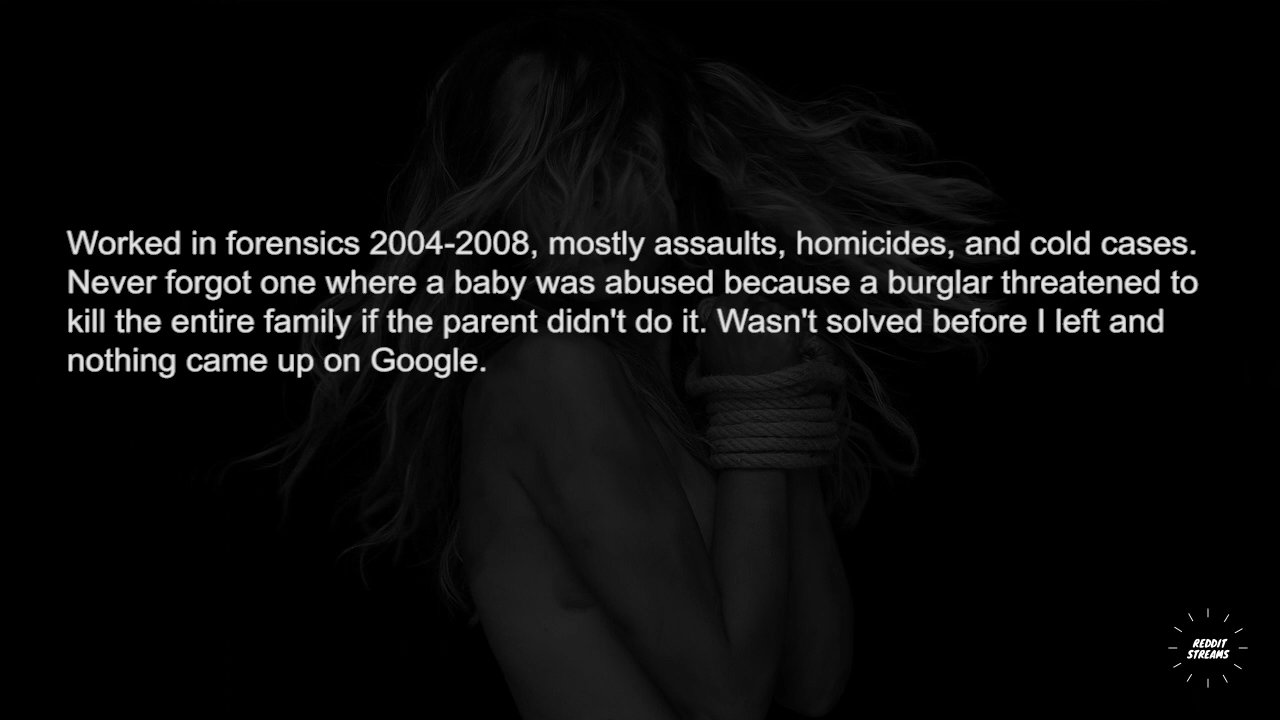 Worked in forensics 2004-2008, mostly assaults, homicides, and cold cases.
Never forgot one where a baby was abused because a burglar threatened to
kill the entire family if the parent didn't do it. Wasn't solved before I left and
nothing came up on Google.
REDDIT
STREAMS